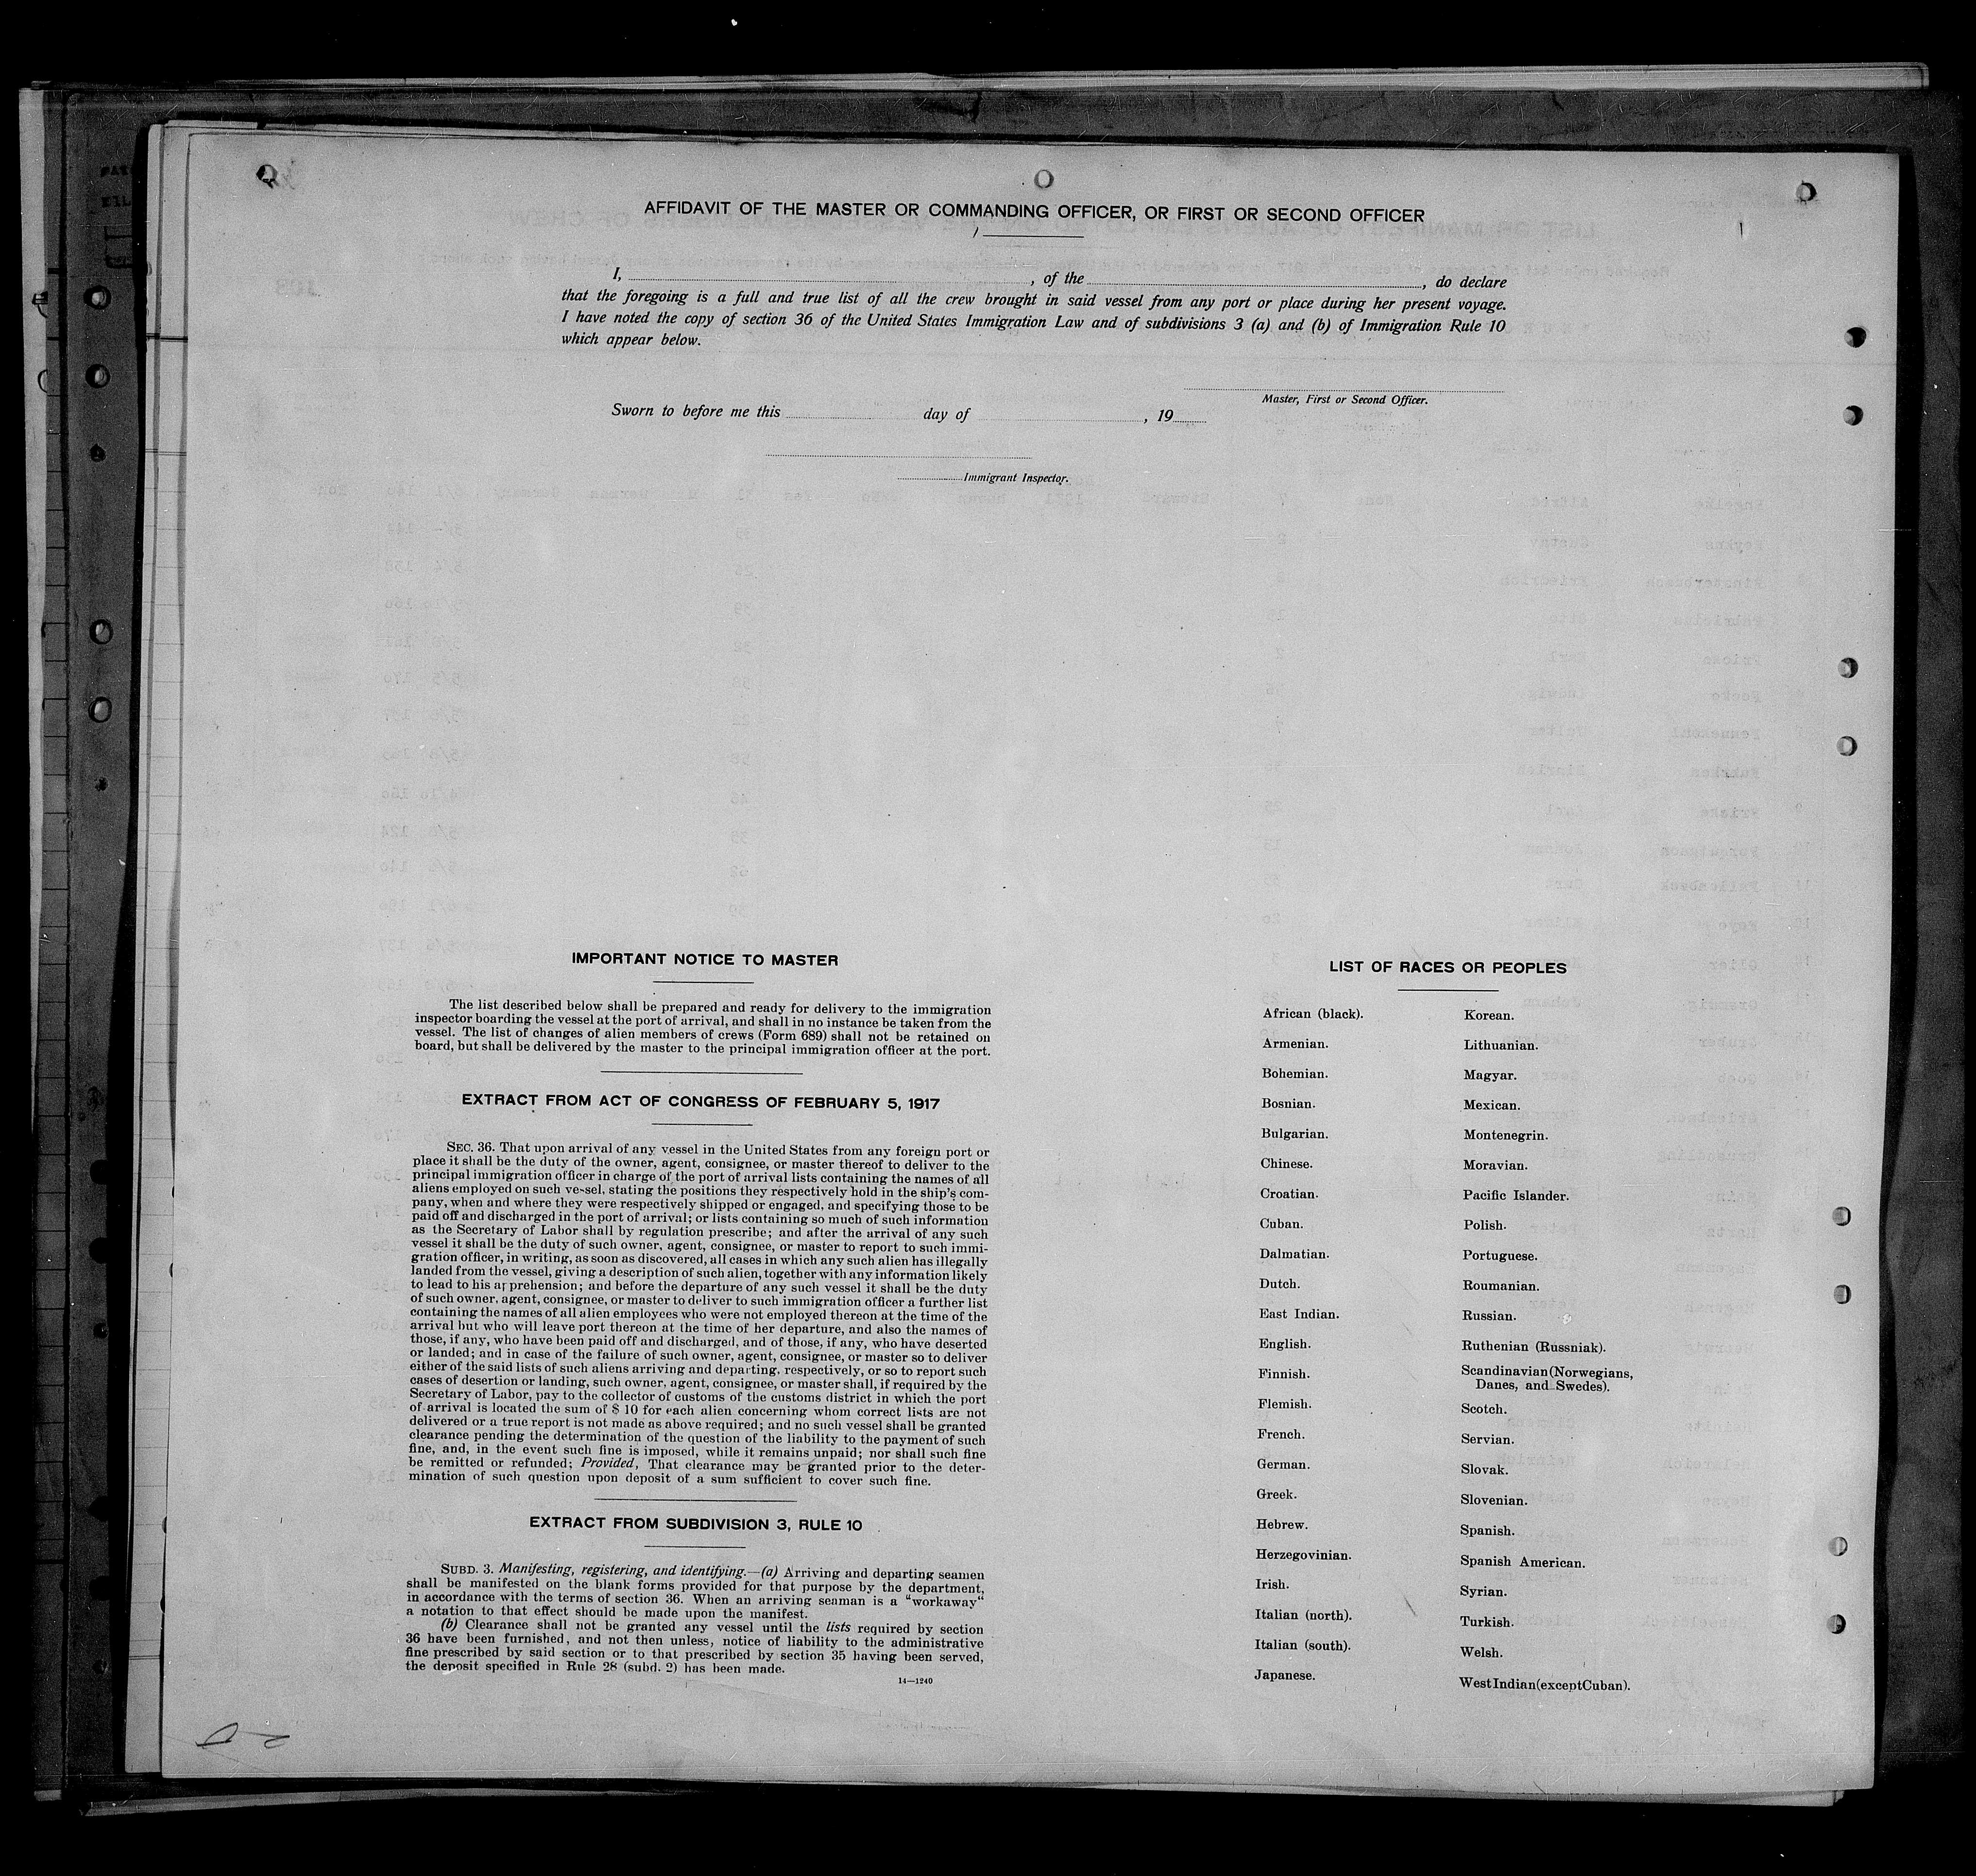 AFFIDAVIT OF THE MASTER OR COMMANDING OFFICER, OR FIRST OR SECOND OFFICER
I, , of the , do declare
that the foregoing is a full and true list of all the crew brought in said vessel from any port or place during her present voyage.
I have noted the copy of section 36 of the United States Immigration Law and of subdivisions 3 (a) and (b) of Immigration Rule 10
which appear below.
Master, First or Second Officer.
Sworn to before me this day of , 19
Immigrant Inspector.
IMPORTANT NOTICE TO MASTER
The list described below shall be prepared and ready for delivery to the immigration
inspector boarding the vessel at the port of arrival, and shall in no instance be taken from the
vessel. The list of changes of alien members of crews (Form 689) shall not be retained on
board, but shall be delivered by the master to the principal immigration officer at the port.
EXTRACT FROM ACT OF CONGRESS OF FEBRUARY 5, 1917
SEC. 36. That upon arrival of any vessel in the United States from any foreign port or
place it shall be the duty of the owner, agent, consignee, or master thereof to deliver to the
principal immigration officer in charge of the port of arrival lists containing the names of all
aliens employed on such vessel, stating the positions they respectively hold in the ship's com-
pany, when and where they were respectively shipped or engaged, and specifying those to be
paid off and discharged in the port of arrival; or lists containing so much of such information
as the Secretary of Labor shall by regulation prescribe; and after the arrival of any such
vessel it shall be the duty of such owner, agent, consignee, or master to report to such immi-
gration officer, in writing, as soon as discovered, all cases in which any such alien has illegally
landed from the vessel, giving a description of such alien, together with any information likely
to lead to his apprehension; and before the departure of any such vessel it shall be the duty
of such owner, agent, consignee, or master to deliver to such immigration officer a further list
containing the names of all alien employees who were not employed thereon at the time of the
arrival but who will leave port thereon at the time of her departure, and also the names of
those, if any, who have been paid off and discharged, and of those, if any, who have deserted
or landed; and in case of the failure of such owner, agent, consignee, or master so to deliver
either of the said lists of such aliens arriving and departing, respectively, or so to report such
cases of desertion or landing, such owner, agent, consignee, or master shall, if required by the
Secretary of Labor, pay to the collector of customs of the customs district in which the port
of arrival is located the sum of $ 10 for each alien concerning whom correct lists are not
delivered or a true report is not made as above required; and no such vessel shall be granted
clearance pending the determination of the question of the liability to the payment of such
fine, and, in the event such fine is imposed, while it remains unpaid; nor shall such fine
be remitted or refunded; Provided, That clearance may be granted prior to the deter-
mination of such question upon deposit of a sum sufficient to cover such fine.
EXTRACT FROM SUBDIVISION 3, RULE 10
SUBD. 3. Manifesting, registering, and identifying.—(a) Arriving and departing seamen
shall be manifested on the blank forms provided for that purpose by the department,
in accordance with the terms of section 36. When an arriving seaman is a "workaway"
a notation to that effect should be made upon the manifest.
(b) Clearance shall not be granted any vessel until the lists required by section
36 have been furnished, and not then unless, notice of liability to the administrative
fine prescribed by said section or to that prescribed by section 35 having been served,
the deposit specified in Rule 28 (subd. 2) has been made.
14—1240
LIST OF RACES OR PEOPLES
African (black).
Armenian.
Bohemian.
Bosnian.
Bulgarian.
Chinese.
Croatian.
Cuban.
Dalmatian.
Dutch.
East Indian.
English.
Finnish.
Flemish.
French.
German.
Greek.
Hebrew.
Herzegovinian.
Irish.
Italian (north).
Italian (south).
Japanese.
Korean.
Lithuanian.
Magyar.
Mexican.
Montenegrin.
Moravian.
Pacific Islander.
Polish.
Portuguese.
Roumanian.
Russian.
Ruthenian (Russniak).
Scandinavian (Norwegians,
Danes, and Swedes).
Scotch.
Servian.
Slovak.
Slovenian.
Spanish.
Spanish American.
Syrian.
Turkish.
Welsh.
West Indian (except Cuban).